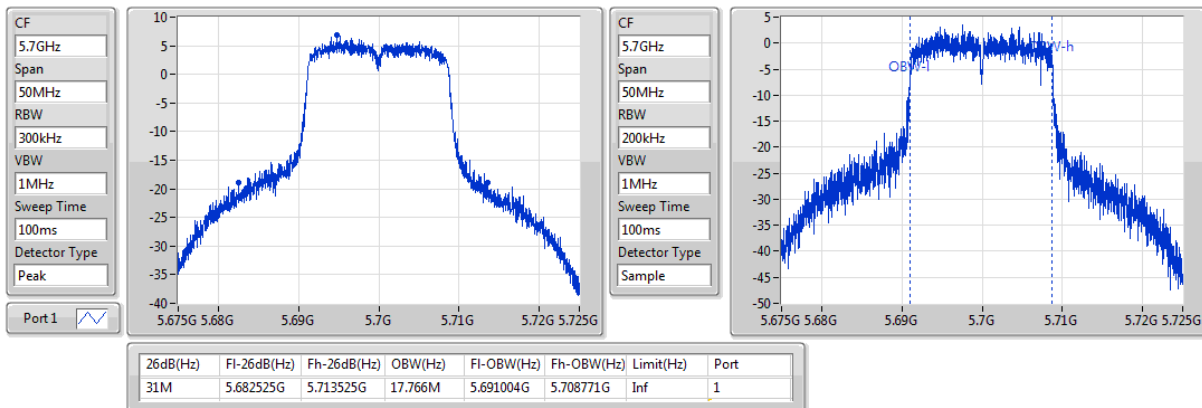 CF
5.7GHz
Span
50MHz
RBW
300kHz
VBW
1MHz
Sweep Time
100ms
Detector Type
Peak
Port 1
10
5
0
-5
-10
-15
-20
-25
-30
-35
-40
5.675G 5.68G 5.69G 5.7G 5.71G 5.72G 5.725G
CF
5.7GHz
Span
50MHz
RBW
200kHz
VBW
1MHz
Sweep Time
100ms
Detector Type
Sample
5
0
-5
-10
-15
-20
-25
-30
-35
-40
-45
-50
OBW-l
-h
5.675G 5.68G 5.69G 5.7G 5.71G 5.72G 5.725G
26dB(Hz) Fl-26dB(Hz) Fh-26dB(Hz) OBW(Hz) Fl-OBW(Hz) Fh-OBW(Hz) Limit(Hz) Port
31M 5.682525G 5.713525G 17.766M 5.691004G 5.708771G Inf 1